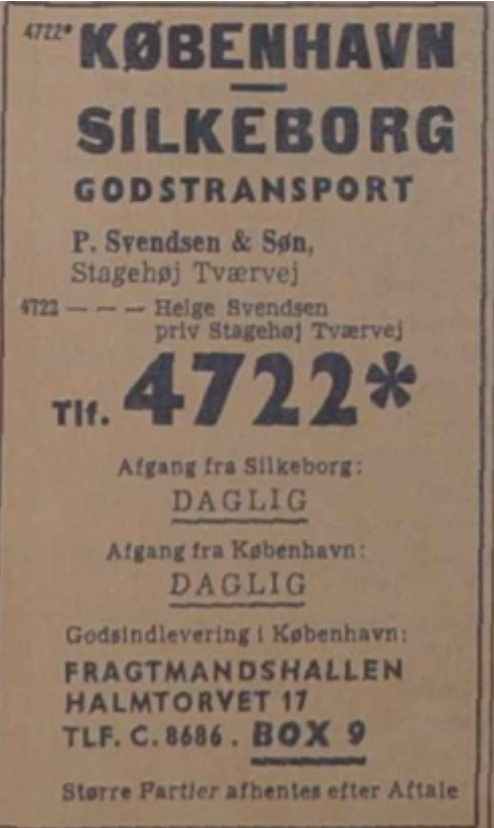 4722* KØBENHAVN
—
SILKEBORG
GODSTRANSPORT
P. Svendsen & Søn,
Stagehøj Tværvej
4722 — — — Helge Svendsen
priv Stagehøj Tværvej
Tlf. 4722*
Afgang fra Silkeborg:
DAGLIG
Afgang fra København:
DAGLIG
Godsindlevering i København:
FRAGTMANDSHALLEN
HALMTORVET 17
TLF. C. 8686. BOX 9
Større Partier afhentes efter Aftale